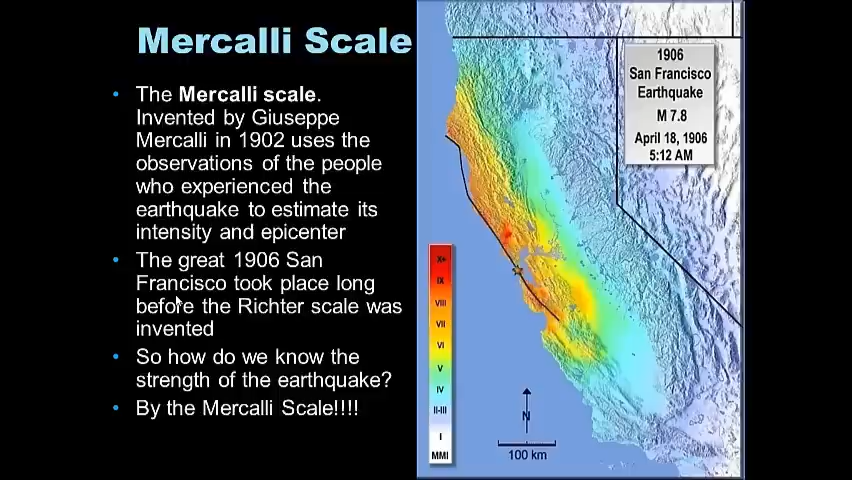 Mercalli Scale
• The Mercalli scale.
Invented by Giuseppe
Mercalli in 1902 uses the
observations of the people
who experienced the
earthquake to estimate its
intensity and epicenter
• The great 1906 San
Francisco took place long
before the Richter scale was
invented
• So how do we know the
strength of the earthquake?
• By the Mercalli Scale!!!!
1906
San Francisco
Earthquake
M 7.8
April 18, 1906
5:12 AM
X+
IX
VIII
VII
VI
V
IV
II-III
I
MMI
N
100 km